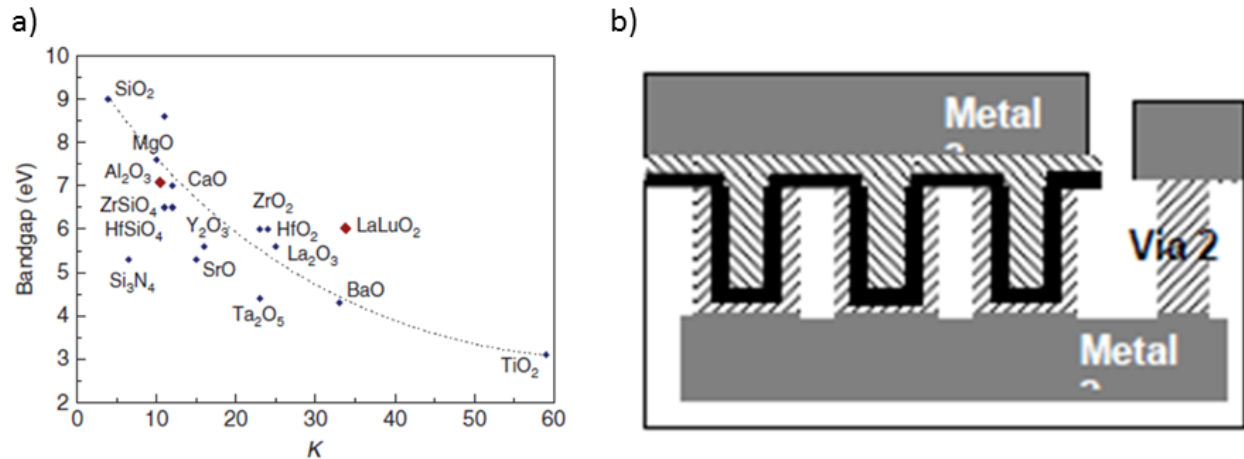 a)
10
9
8
7
6
5
4
3
2
Bandgap (eV)
SiO2
MgO
Al2O3
CaO
ZrSiO4
ZrO2
HfSiO4
Y2O3
HfO2
LaLuO2
La2O3
Si3N4
SrO
BaO
Ta2O5
TiO2
0
10
20
30
40
50
60
K
b)
Metal
Via 2
Metal